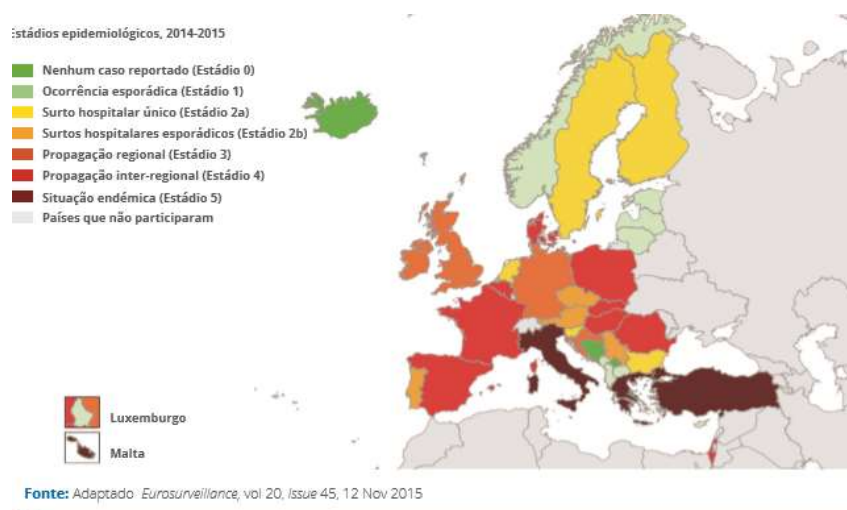 Estádios epidemiológicos, 2014-2015
Nenhum caso reportado (Estádio 0)
Ocorrência esporádica (Estádio 1)
Surto hospitalar único (Estádio 2a)
Surtos hospitalares esporádicos (Estádio 2b)
Propagação regional (Estádio 3)
Propagação inter-regional (Estádio 4)
Situação endémica (Estádio 5)
Países que não participaram
Luxemburgo
Malta
Fonte: Adaptado Eurosurveillance, vol 20, issue 45, 12 Nov 2015